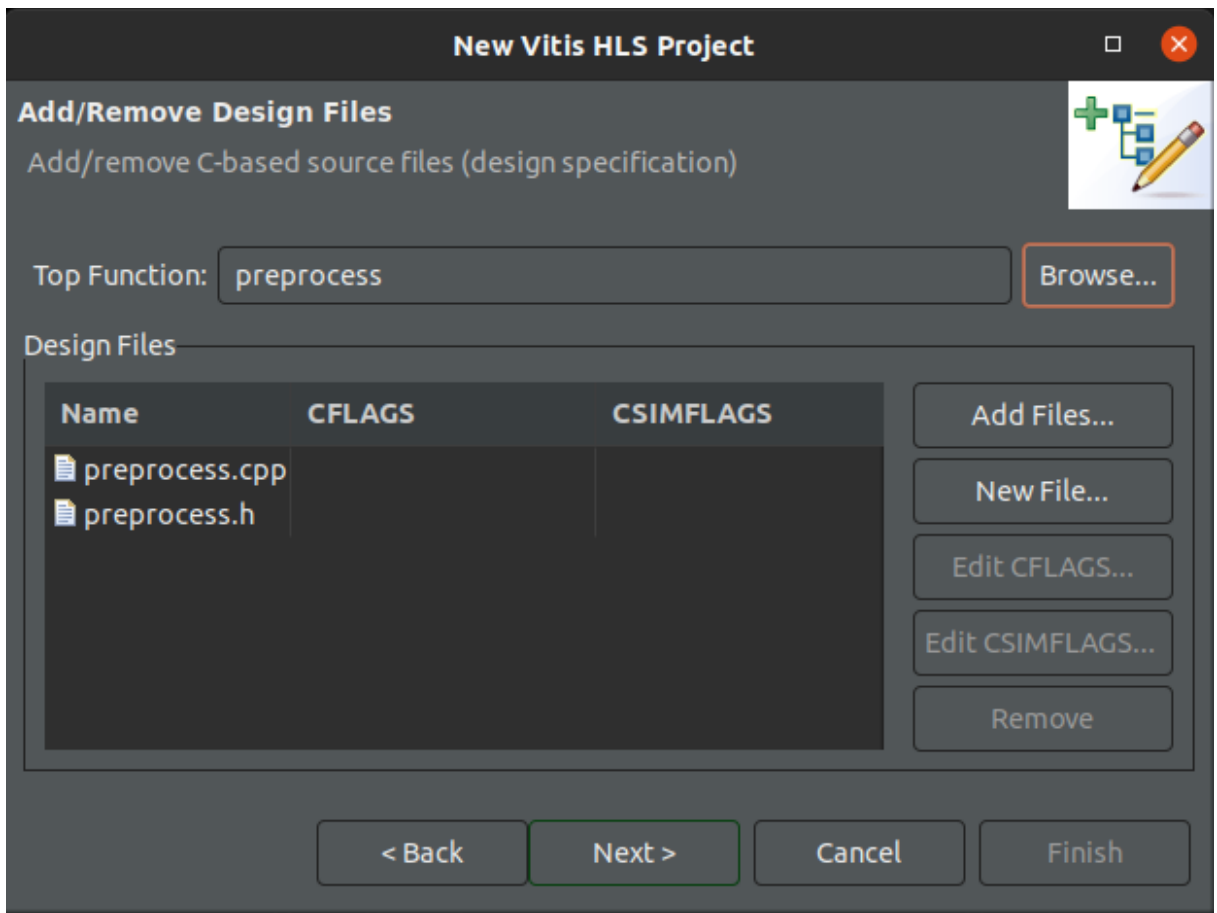 New Vitis HLS Project
Add/Remove Design Files
Add/remove C-based source files (design specification)
Top Function: preprocess Browse...
Design Files
Name CFLAGS CSIMFLAGS
preprocess.cpp
preprocess.h
Add Files...
New File...
Edit CFLAGS...
Edit CSIMFLAGS...
Remove
< Back Next > Cancel Finish